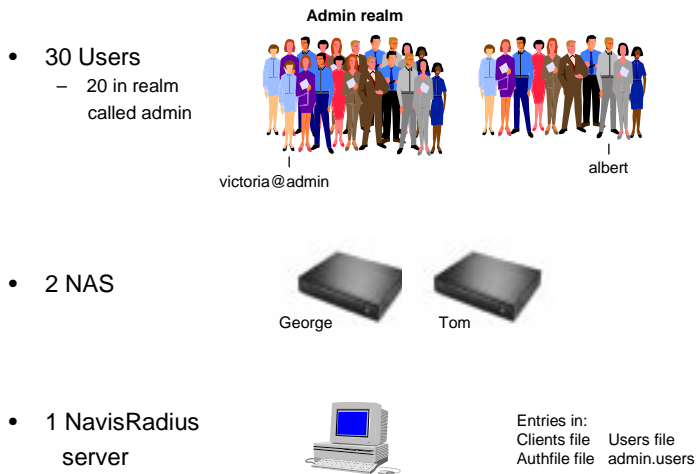 Admin realm
• 30 Users
– 20 in realm
called admin
victoria@admin
albert
• 2 NAS
George
Tom
• 1 NavisRadius
server
Entries in:
Clients file Users file
Authfile file admin.users